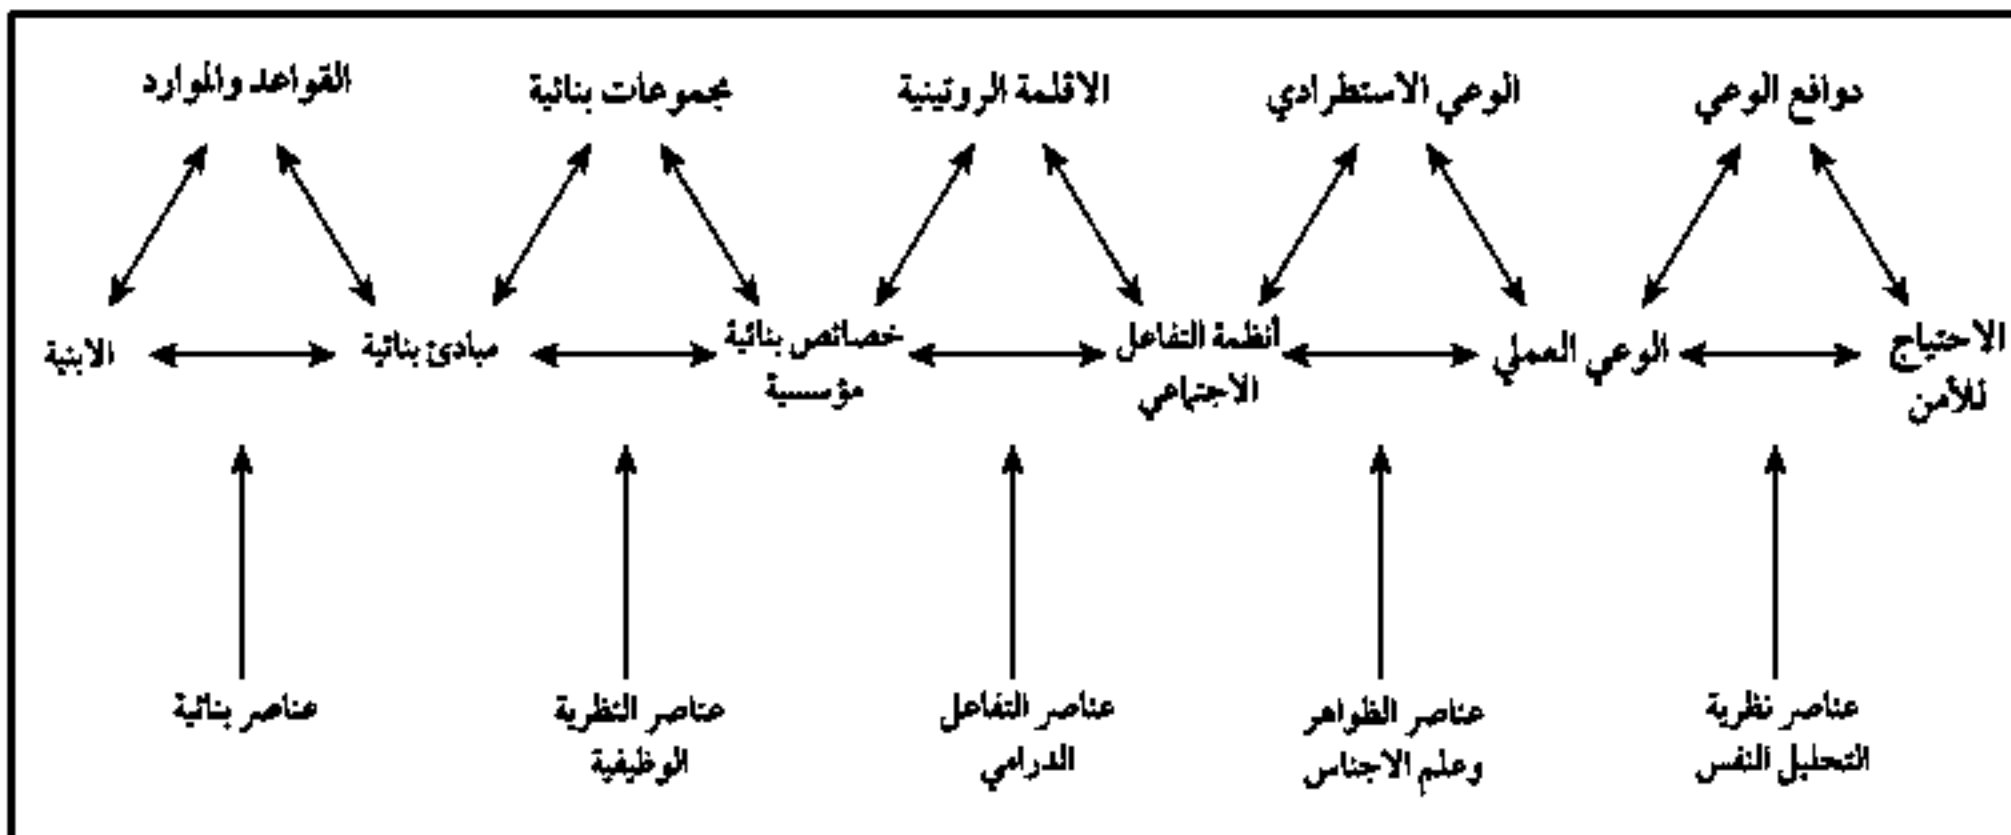 دوافع الوعي
الوعي الاستطرادي
الاقلمة الروتينية
مجموعات بنائية
القواعد والموارد
الاحتياج
للأمن
الوعي العملي
أنظمة التفاعل
الاجتماعي
خصائص بنائية
مؤسسية
مبادئ بنائية
الابنية
عناصر نظرية
التحليل النفس
عناصر الظواهر
وعلم الاجناس
عناصر التفاعل
الدرامي
عناصر النظرية
الوظيفية
عناصر بنائية